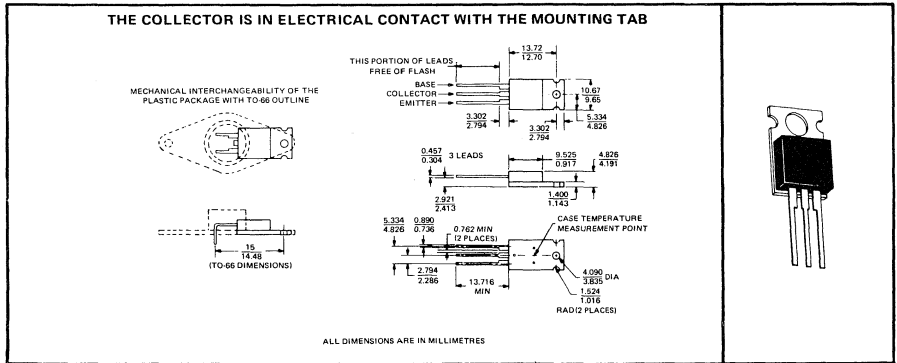 THE COLLECTOR IS IN ELECTRICAL CONTACT WITH THE MOUNTING TAB
MECHANICAL INTERCHANGEABILITY OF THE
PLASTIC PACKAGE WITH TO-66 OUTLINE
15
14.48
(TO-66 DIMENSIONS)
THIS PORTION OF LEADS
FREE OF FLASH
BASE
COLLECTOR
EMITTER
13.72
12.70
10.67
9.65
3.302
2.794
3.302
2.794
5.334
4.826
0.457
0.304
3 LEADS
9.525
0.917
4.826
4.191
2.921
2.413
1.400
1.143
5.334
4.826
0.890
0.736
0.762 MIN
(2 PLACES)
CASE TEMPERATURE
MEASUREMENT POINT
2.794
2.286
13.716
MIN
4.090
3.835
DIA
1.524
1.016
RAD(2 PLACES)
ALL DIMENSIONS ARE IN MILLIMETRES